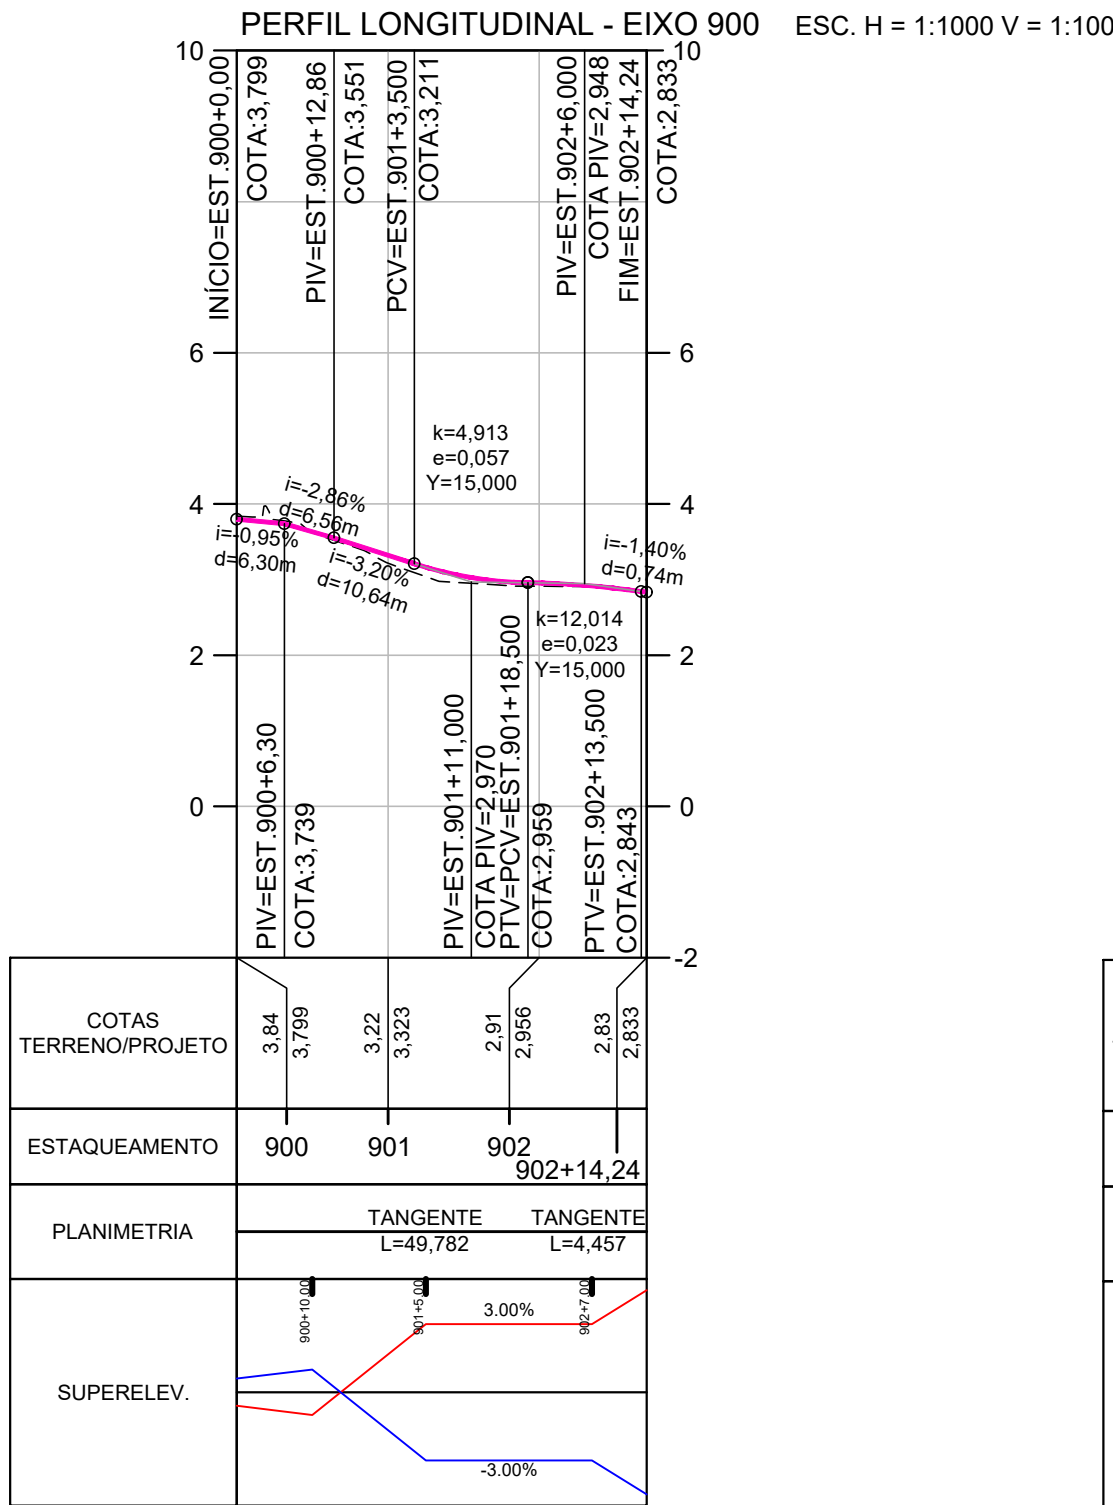 PERFIL LONGITUDINAL - EIXO 900
ESC. H = 1:1000 V = 1:100
10
10
INÍCIO=EST.900+0,00
COTA:3,799
PIV=EST.900+12,86
COTA:3,551
PCV=EST.901+3,500
COTA:3,211
PIV=EST.902+6,000
COTA PIV=2,948
FIM=EST.902+14,24
COTA:2,833
6
6
k=4,913
e=0,057
Y=15,000
4
4
i=-2,86%
d=6,56m
i=-0,95%
d=6,30m
i=-3,20%
d=10,64m
i=-1,40%
d=0,74m
k=12,014
e=0,023
Y=15,000
2
2
PIV=EST.900+6,30
COTA:3,739
PIV=EST.901+11,000
COTA PIV=2,970
PTV=PCV=EST.901+18,500
COTA:2,959
PTV=EST.902+13,500
COTA:2,843
0
0
-2
COTAS
TERRENO/PROJETO
3,84
3,799
3,22
3,323
2,91
2,956
2,83
2,833
ESTAQUEAMENTO
900
901
902
902+14,24
PLANIMETRIA
TANGENTE
L=49,782
TANGENTE
L=4,457
SUPERELEV.
900+10,00
901+5,00
902+7,00
3.00%
-3.00%